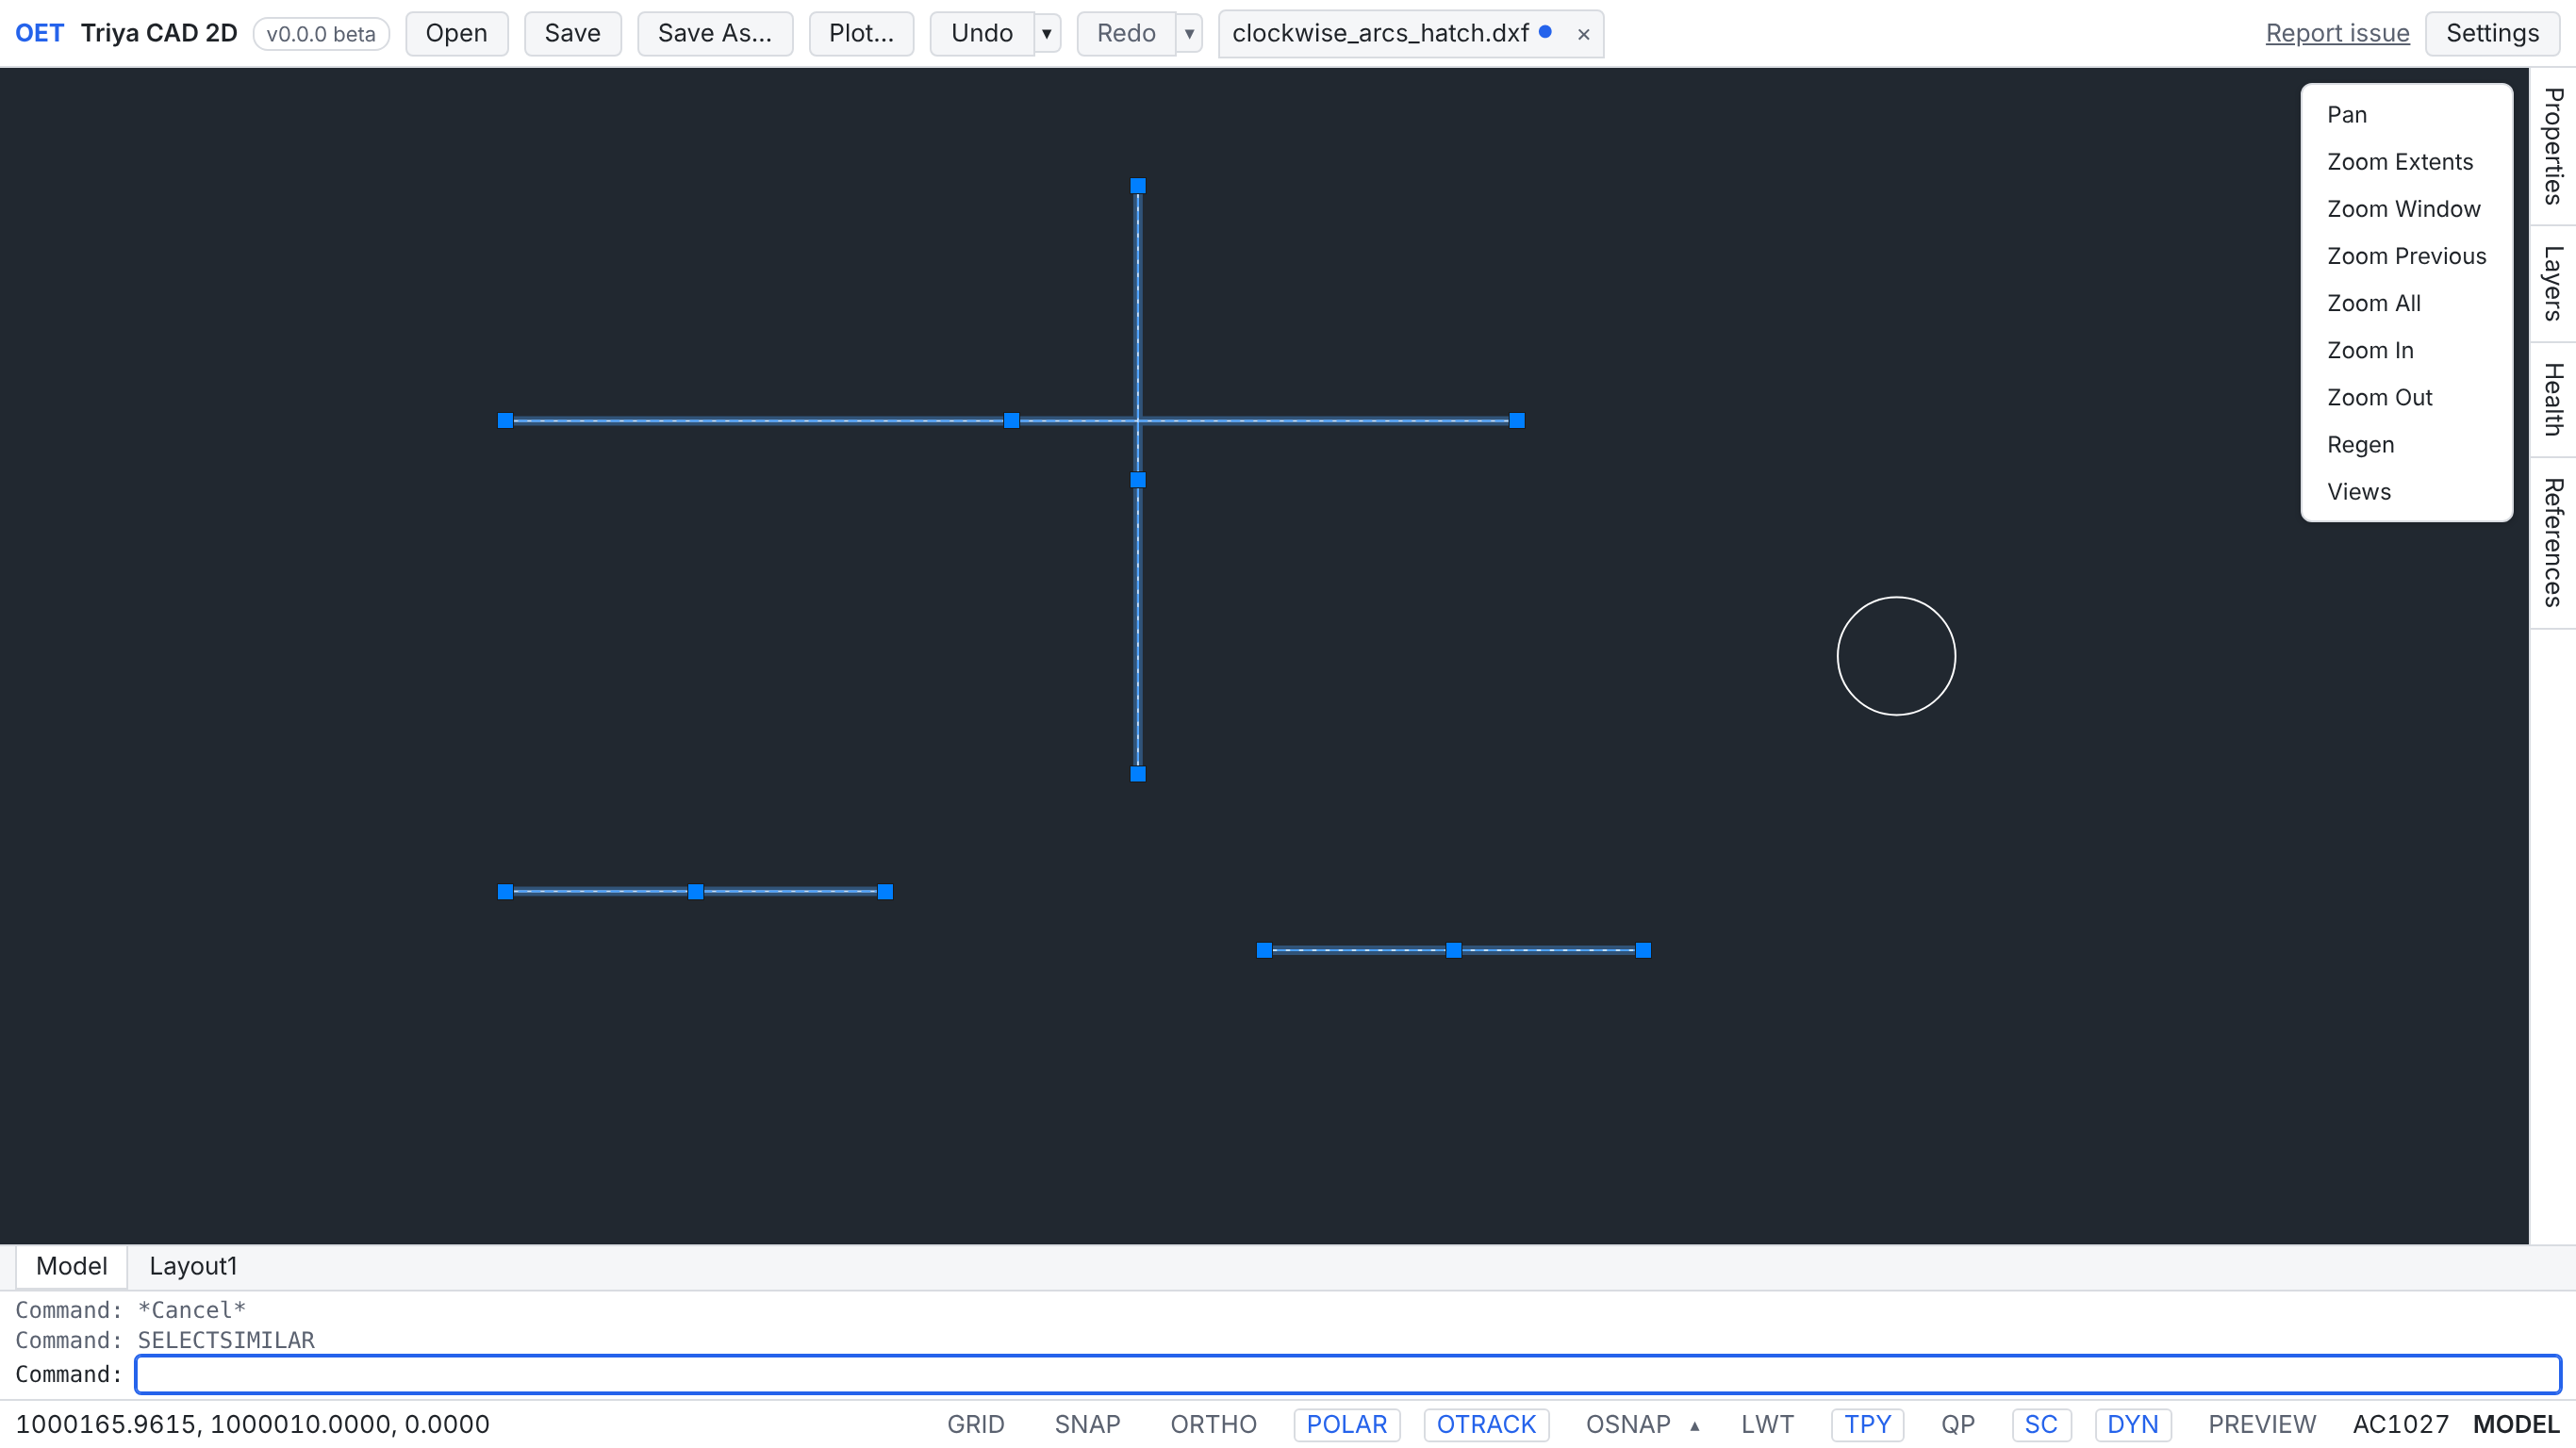 OET Triya CAD 2D v0.0.0 beta Open Save Save As... Plot... Undo ▾ Redo ▾ clockwise_arcs_hatch.dxf × Report issue Settings
Pan
Zoom Extents
Zoom Window
Zoom Previous
Zoom All
Zoom In
Zoom Out
Regen
Views
Properties
Layers
Health
References
Model Layout1
Command: *Cancel*
Command: SELECTSIMILAR
Command:
1000165.9615, 1000010.0000, 0.0000 GRID SNAP ORTHO POLAR OTRACK OSNAP ▴ LWT TPY QP SC DYN PREVIEW AC1027 MODEL